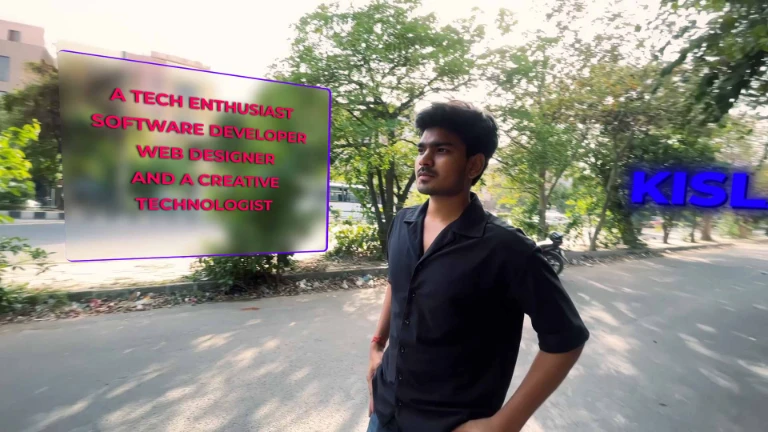 A TECH ENTHUSIAST
SOFTWARE DEVELOPER
WEB DESIGNER
AND A CREATIVE
TECHNOLOGIST
KISL